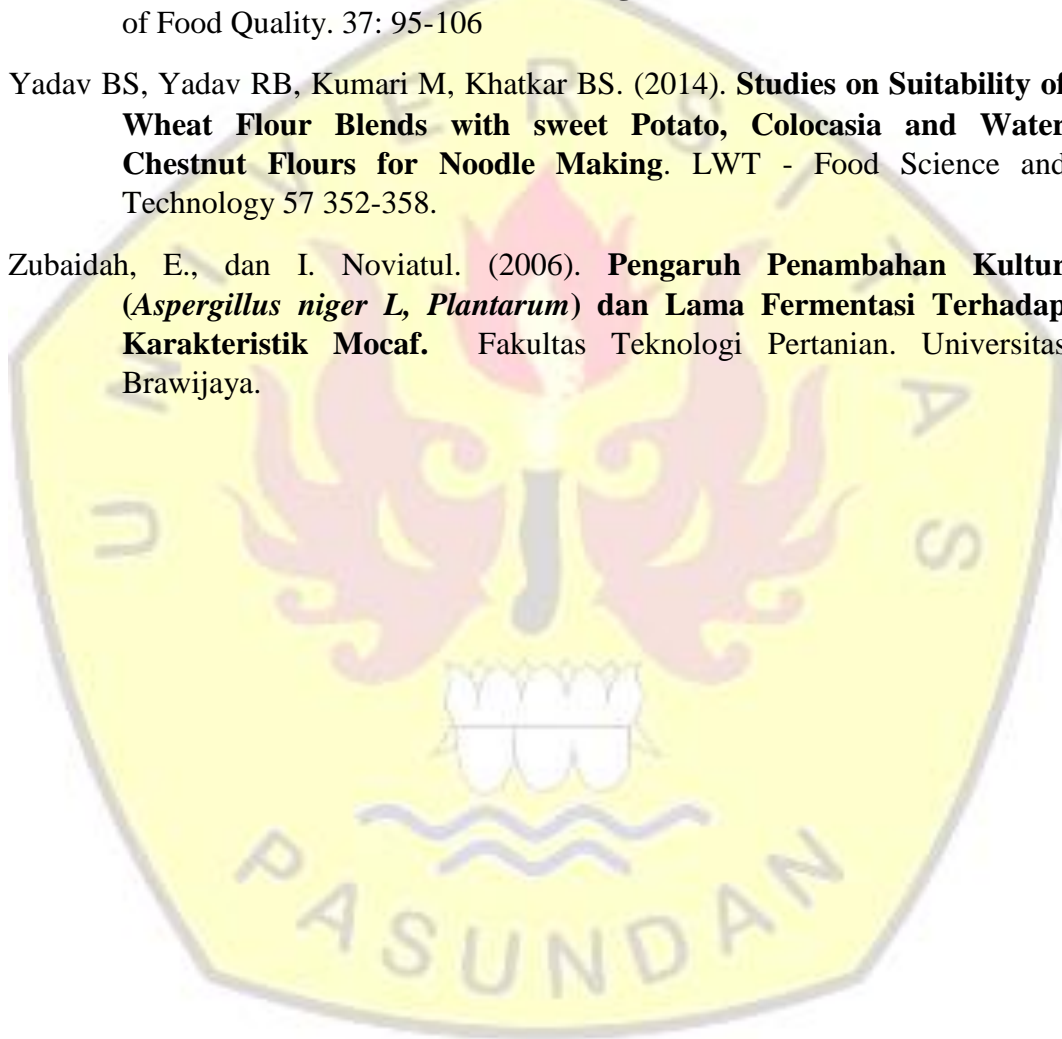 of Food Quality. 37: 95-106
Yadav BS, Yadav RB, Kumari M, Khatkar BS. (2014). Studies on Suitability of
Wheat Flour Blends with sweet Potato, Colocasia and Water
Chestnut Flours for Noodle Making. LWT - Food Science and
Technology 57 352-358.
Zubaidah, E., dan I. Noviatul. (2006). Pengaruh Penambahan Kultur
(Aspergillus niger L, Plantarum) dan Lama Fermentasi Terhadap
Karakteristik Mocaf. Fakultas Teknologi Pertanian. Universitas
Brawijaya.
UNIVERSITAS
PASUNDAN